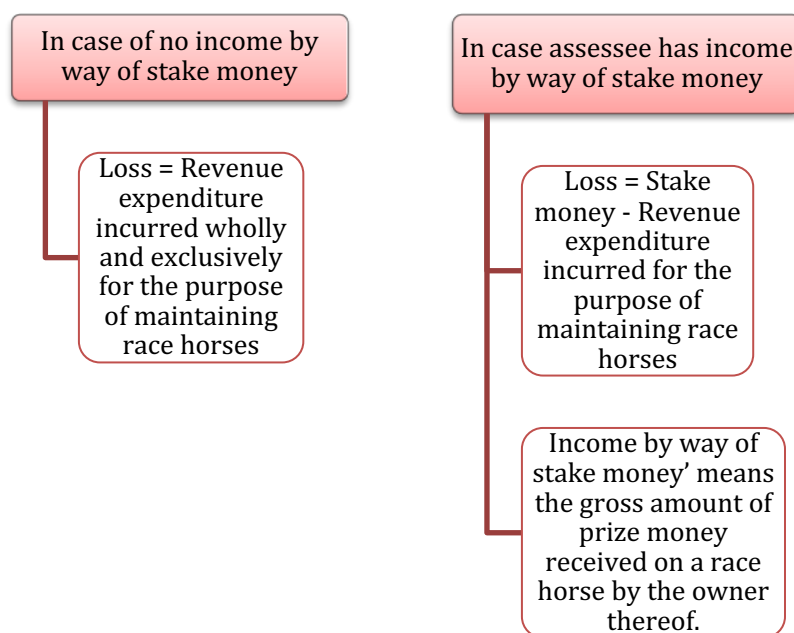 In case of no income by
way of stake money
Loss = Revenue
expenditure
incurred wholly
and exclusively
for the purpose
of maintaining
race horses
In case assessee has income
by way of stake money
Loss = Stake
money - Revenue
expenditure
incurred for the
purpose of
maintaining race
horses
Income by way of
stake money’ means
the gross amount of
prize money
received on a race
horse by the owner
thereof.